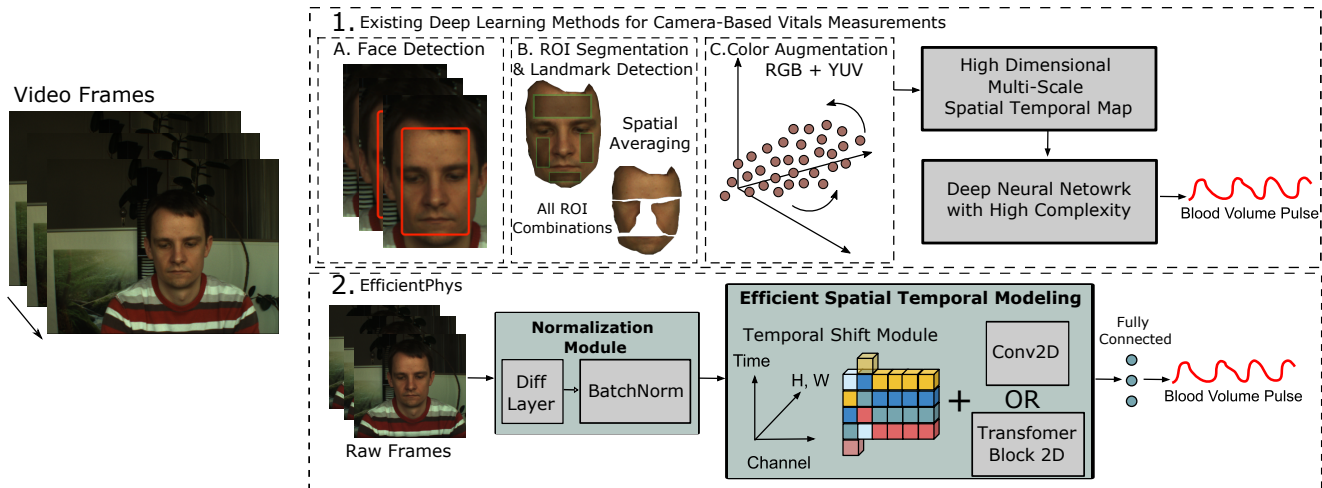 Video Frames
1. Existing Deep Learning Methods for Camera-Based Vitals Measurements
A. Face Detection
B. ROI Segmentation
& Landmark Detection
Spatial
Averaging
All ROI
Combinations
C.Color Augmentation
RGB + YUV
High Dimensional
Multi-Scale
Spatial Temporal Map
Deep Neural Netowrk
with High Complexity
Blood Volume Pulse
2. EfficientPhys
Raw Frames
Normalization
Module
Diff
Layer
BatchNorm
Efficient Spatial Temporal Modeling
Temporal Shift Module
Time
H, W
Channel
+
Conv2D
OR
Transfomer
Block 2D
Fully
Connected
Blood Volume Pulse